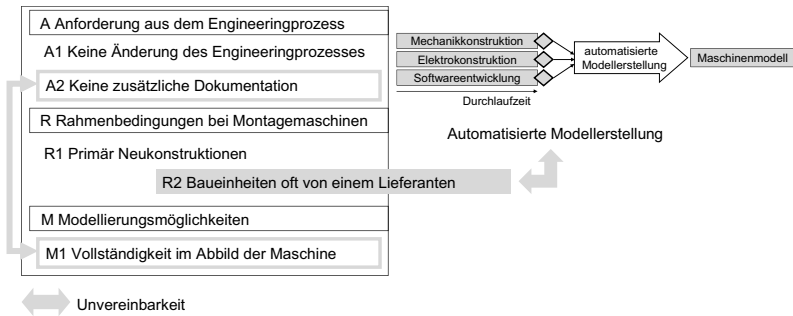 A Anforderung aus dem Engineeringprozess
A1 Keine Änderung des Engineeringprozesses
A2 Keine zusätzliche Dokumentation
R Rahmenbedingungen bei Montagemaschinen
R1 Primär Neukonstruktionen
R2 Baueinheiten oft von einem Lieferanten
M Modellierungsmöglichkeiten
M1 Vollständigkeit im Abbild der Maschine
Unvereinbarkeit
Mechanikkonstruktion
Elektrokonstruktion
Softwareentwicklung
Durchlaufzeit
automatisierte
Modellerstellung
Maschinenmodell
Automatisierte Modellerstellung